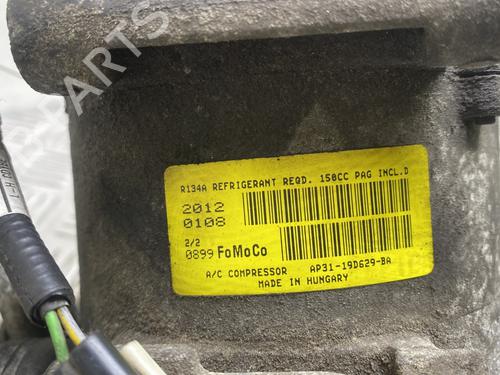 R134A REFRIGERANT REQD. 150CC PAG INCL.D
2012
0108
2/2
0899 FoMoCo
A/C COMPRESSOR AP31-19D629-BA
MADE IN HUNGARY
B-PARTS